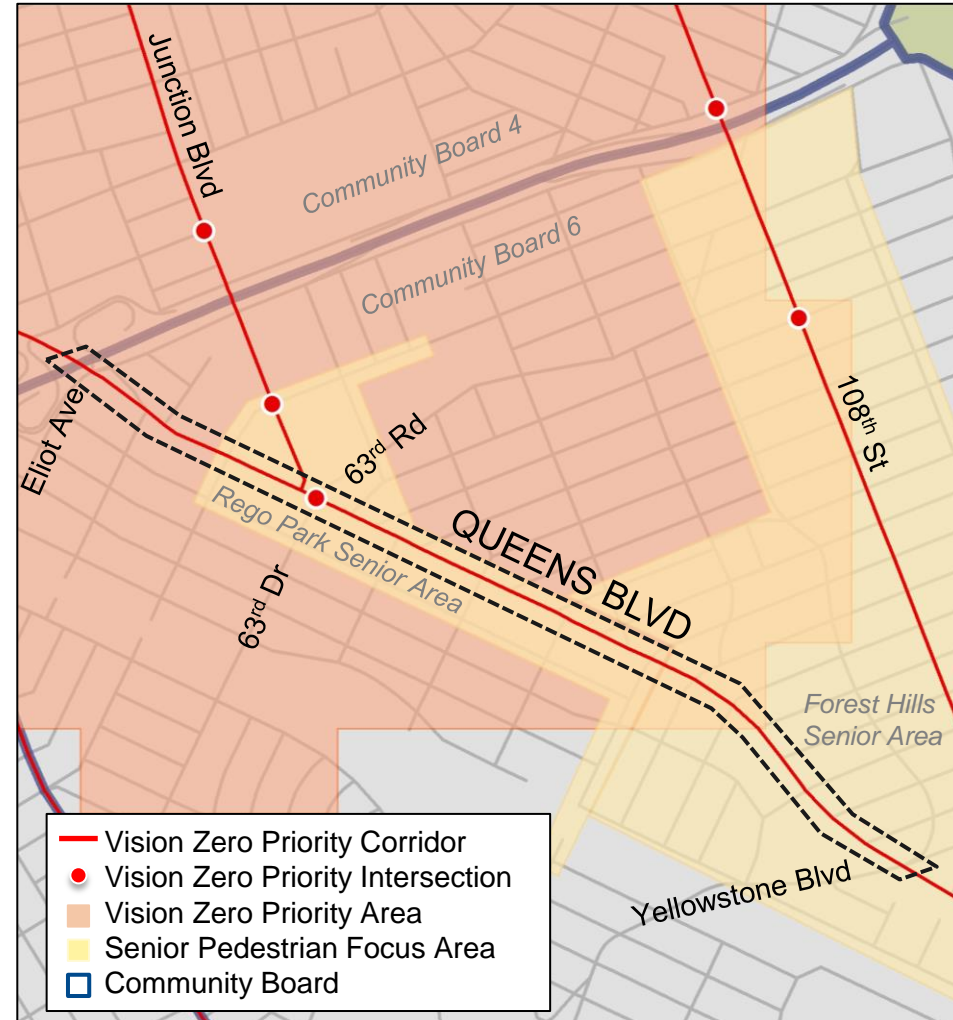 Junction Blvd
Community Board 4
Community Board 6
Eliot Ave
63rd Rd
108th St
Rego Park Senior Area
QUEENS BLVD
63rd Dr
Forest Hills
Senior Area
Yellowstone Blvd
Vision Zero Priority Corridor
Vision Zero Priority Intersection
Vision Zero Priority Area
Senior Pedestrian Focus Area
Community Board